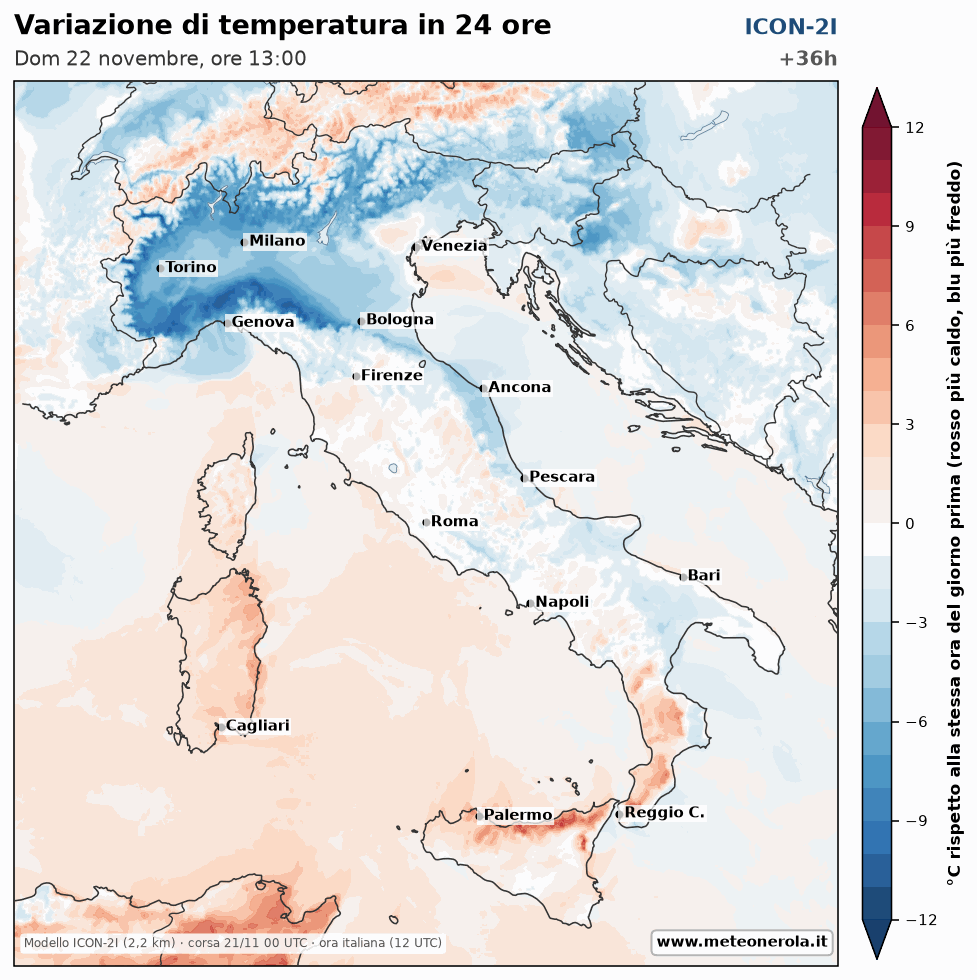 Variazione di temperatura in 24 ore
ICON-2I
Dom 22 novembre, ore 13:00
+36h
Milano
Venezia
Torino
Genova
Bologna
Firenze
Ancona
Pescara
Roma
Bari
Napoli
Cagliari
Palermo
Reggio C.
Modello ICON-2I (2,2 km) · corsa 21/11 00 UTC · ora italiana (12 UTC)
www.meteonerola.it
12
9
6
3
0
−3
−6
−9
−12
°C rispetto alla stessa ora del giorno prima (rosso più caldo, blu più freddo)